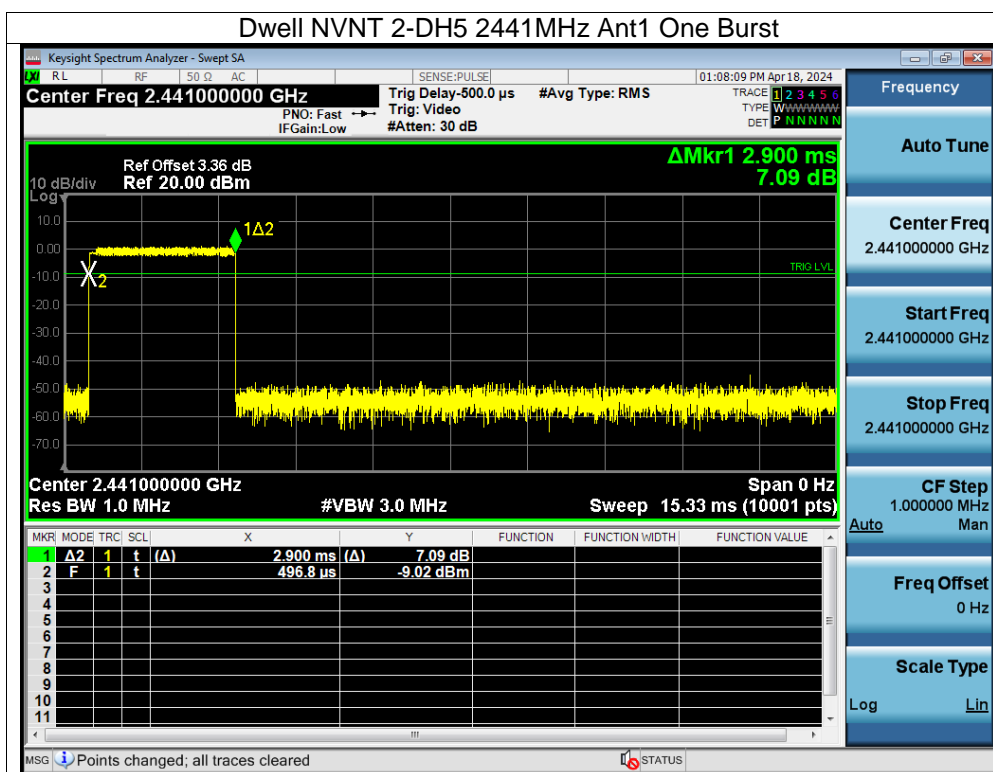 Dwell NVNT 2-DH5 2441MHz Ant1 One Burst
Keysight Spectrum Analyzer - Swept SA
LXI RL RF 50 Ω AC SENSE:PULSE 01:08:09 PM Apr 18, 2024
Center Freq 2.441000000 GHz
PNO: Fast
IFGain:Low
Trig Delay-500.0 µs
Trig: Video
#Atten: 30 dB
#Avg Type: RMS
TRACE 1 2 3 4 5 6
TYPE WWWWWW
DET P N N N N N
ΔMkr1 2.900 ms
7.09 dB
Ref Offset 3.36 dB
10 dB/div Ref 20.00 dBm
Log
10.0
0.00
-10.0
-20.0
-30.0
-40.0
-50.0
-60.0
-70.0
1Δ2
2
TRIG LVL
Center 2.441000000 GHz Span 0 Hz
Res BW 1.0 MHz #VBW 3.0 MHz Sweep 15.33 ms (10001 pts)
MKR MODE TRC SCL X Y FUNCTION FUNCTION WIDTH FUNCTION VALUE
1 Δ2 1 t (Δ) 2.900 ms (Δ) 7.09 dB
2 F 1 t 496.8 µs -9.02 dBm
3
4
5
6
7
8
9
10
11
MSG Points changed; all traces cleared STATUS
Frequency
Auto Tune
Center Freq
2.441000000 GHz
Start Freq
2.441000000 GHz
Stop Freq
2.441000000 GHz
CF Step
1.000000 MHz
Auto Man
Freq Offset
0 Hz
Scale Type
Log Lin